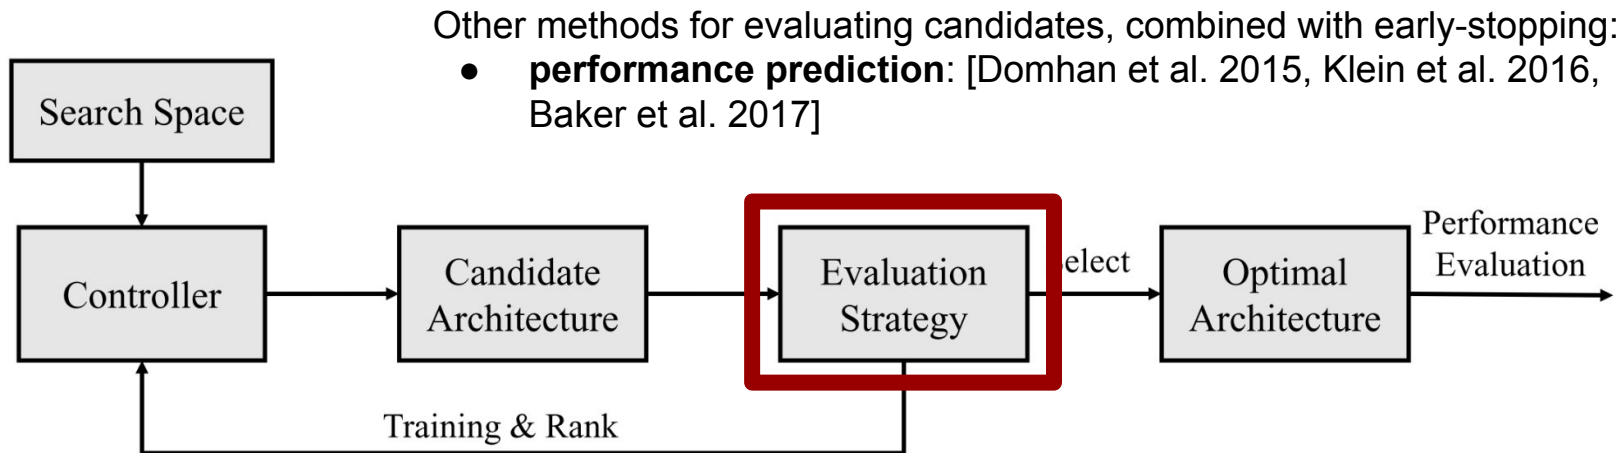 Other methods for evaluating candidates, combined with early-stopping:
● performance prediction: [Domhan et al. 2015, Klein et al. 2016,
Baker et al. 2017]
Search Space
Controller
Candidate
Architecture
Evaluation
Strategy
elect
Optimal
Architecture
Performance
Evaluation
Training & Rank